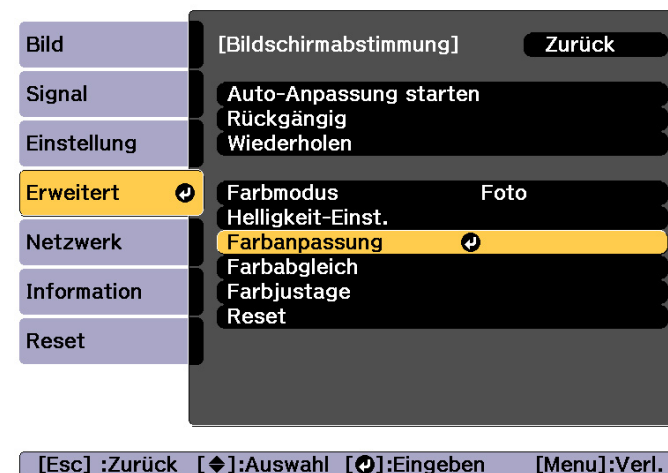 Bild
Signal
Einstellung
Erweitert
Netzwerk
Information
Reset
[Bildschirmabstimmung] Zurück
Auto-Anpassung starten
Rückgängig
Wiederholen
Farbmodus Foto
Helligkeit-Einst.
Farbanpassung
Farbabgleich
Farbjustage
Reset
[Esc] :Zurück [◆]:Auswahl [↵]:Eingeben [Menu]:Verl.